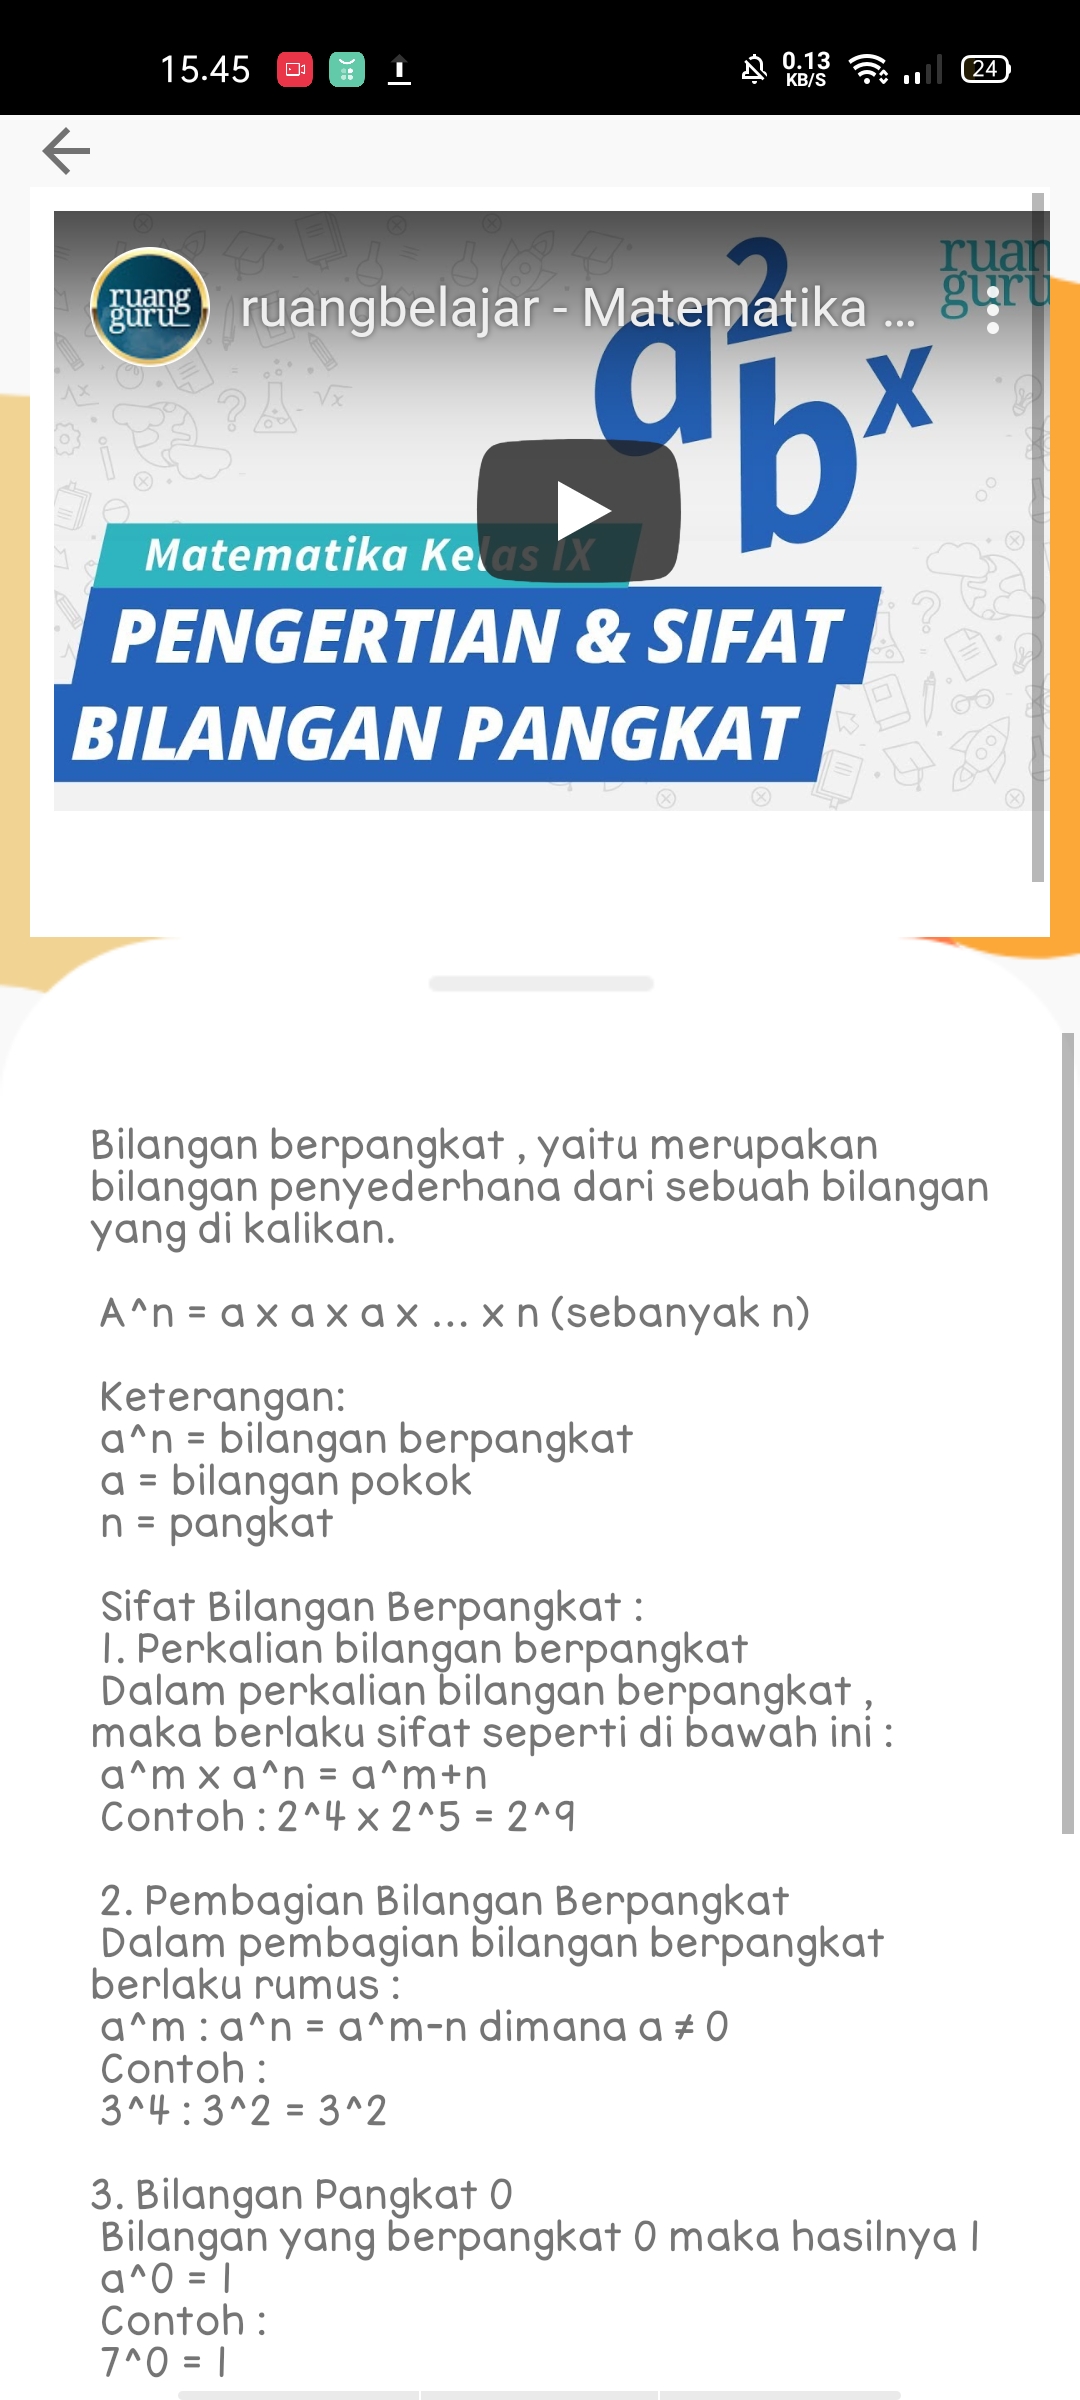 15.45
0.13
KB/S
24
ruang
guru
ruangbelajar - Matematika ...
ruan
guru
a² bˣ
Matematika Kelas IX
PENGERTIAN & SIFAT
BILANGAN PANGKAT
Bilangan berpangkat , yaitu merupakan
bilangan penyederhana dari sebuah bilangan
yang di kalikan.
A^n = a x a x a x ... x n (sebanyak n)
Keterangan:
a^n = bilangan berpangkat
a = bilangan pokok
n = pangkat
Sifat Bilangan Berpangkat :
1. Perkalian bilangan berpangkat
Dalam perkalian bilangan berpangkat ,
maka berlaku sifat seperti di bawah ini :
a^m x a^n = a^m+n
Contoh : 2^4 x 2^5 = 2^9
2. Pembagian Bilangan Berpangkat
Dalam pembagian bilangan berpangkat
berlaku rumus :
a^m : a^n = a^m-n dimana a ≠ 0
Contoh :
3^4 : 3^2 = 3^2
3. Bilangan Pangkat 0
Bilangan yang berpangkat 0 maka hasilnya 1
a^0 = 1
Contoh :
7^0 = 1